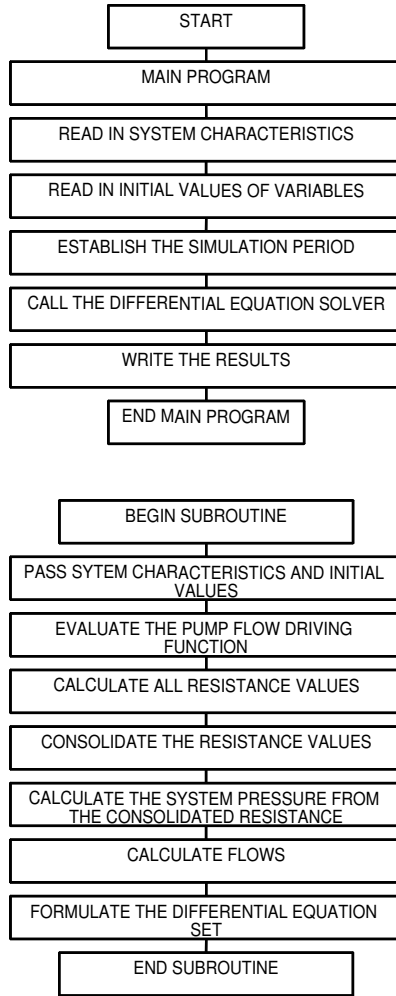 START
MAIN PROGRAM
READ IN SYSTEM CHARACTERISTICS
READ IN INITIAL VALUES OF VARIABLES
ESTABLISH THE SIMULATION PERIOD
CALL THE DIFFERENTIAL EQUATION SOLVER
WRITE THE RESULTS
END MAIN PROGRAM
BEGIN SUBROUTINE
PASS SYTEM CHARACTERISTICS AND INITIAL
VALUES
EVALUATE THE PUMP FLOW DRIVING
FUNCTION
CALCULATE ALL RESISTANCE VALUES
CONSOLIDATE THE RESISTANCE VALUES
CALCULATE THE SYSTEM PRESSURE FROM
THE CONSOLIDATED RESISTANCE
CALCULATE FLOWS
FORMULATE THE DIFFERENTIAL EQUATION
SET
END SUBROUTINE